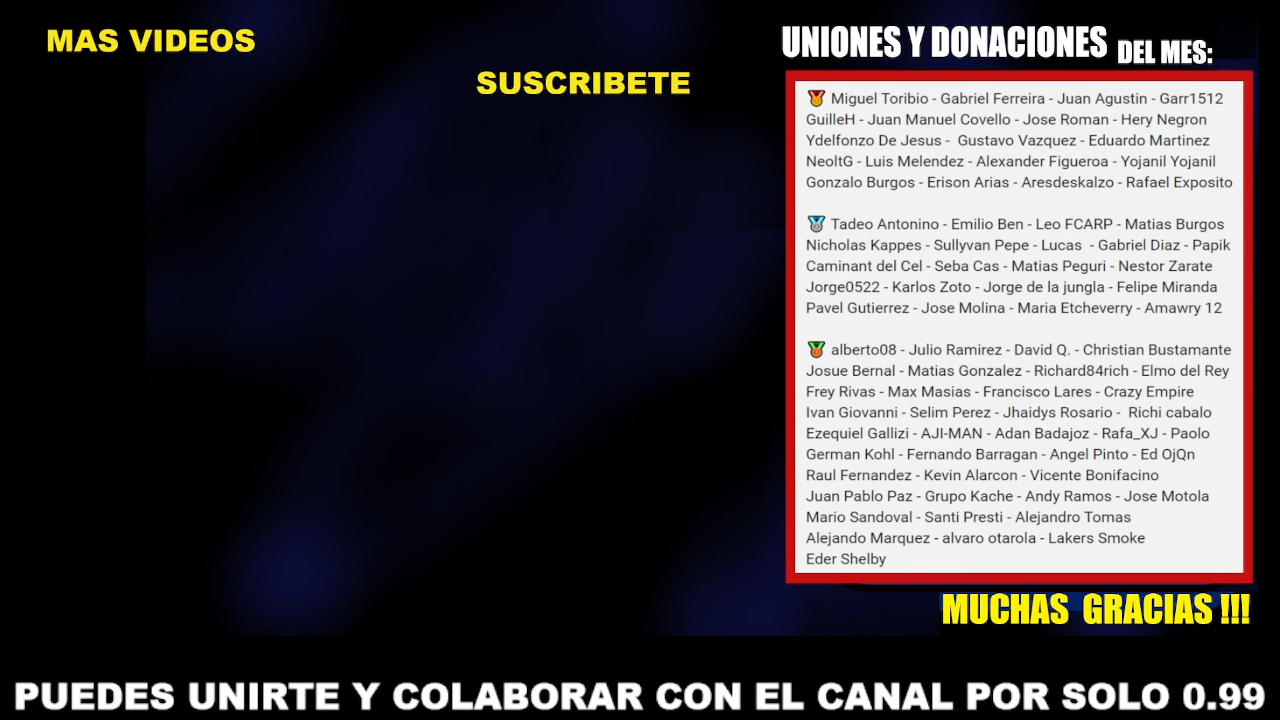 MAS VIDEOS
SUSCRIBETE
UNIONES Y DONACIONES DEL MES:
Miguel Toribio - Gabriel Ferreira - Juan Agustin - Garr1512
GuilleH - Juan Manuel Covello - Jose Roman - Hery Negron
Ydelfonzo De Jesus -  Gustavo Vazquez - Eduardo Martinez
NeoltG - Luis Melendez - Alexander Figueroa - Yojanil Yojanil
Gonzalo Burgos - Erison Arias - Aresdeskalzo - Rafael Exposito
Tadeo Antonino - Emilio Ben - Leo FCARP - Matias Burgos
Nicholas Kappes - Sullyvan Pepe - Lucas  - Gabriel Diaz - Papik
Caminant del Cel - Seba Cas - Matias Peguri - Nestor Zarate
Jorge0522 - Karlos Zoto - Jorge de la jungla - Felipe Miranda
Pavel Gutierrez - Jose Molina - Maria Etcheverry - Amawry 12
alberto08 - Julio Ramirez - David Q. - Christian Bustamante
Josue Bernal - Matias Gonzalez - Richard84rich - Elmo del Rey
Frey Rivas - Max Masias - Francisco Lares - Crazy Empire
Ivan Giovanni - Selim Perez - Jhaidys Rosario -  Richi cabalo
Ezequiel Gallizi - AJI-MAN - Adan Badajoz - Rafa_XJ - Paolo
German Kohl - Fernando Barragan - Angel Pinto - Ed OjQn
Raul Fernandez - Kevin Alarcon - Vicente Bonifacino
Juan Pablo Paz - Grupo Kache - Andy Ramos - Jose Motola
Mario Sandoval - Santi Presti - Alejandro Tomas
Alejando Marquez - alvaro otarola - Lakers Smoke
Eder Shelby
MUCHAS  GRACIAS !!!
PUEDES UNIRTE Y COLABORAR CON EL CANAL POR SOLO 0.99